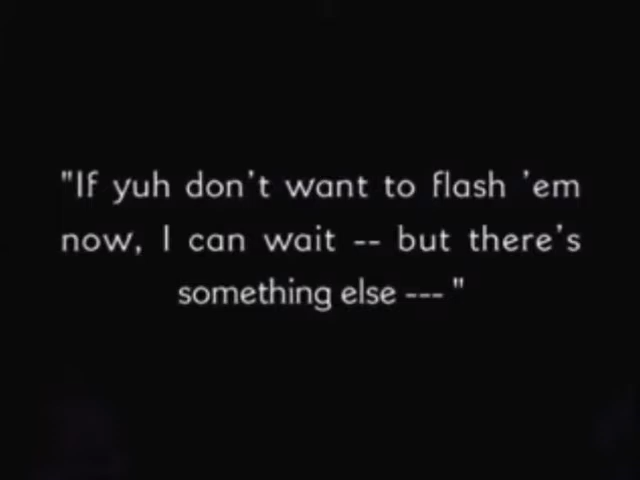 "If yuh don't want to flash 'em
now, I can wait -- but there's
something else --- "